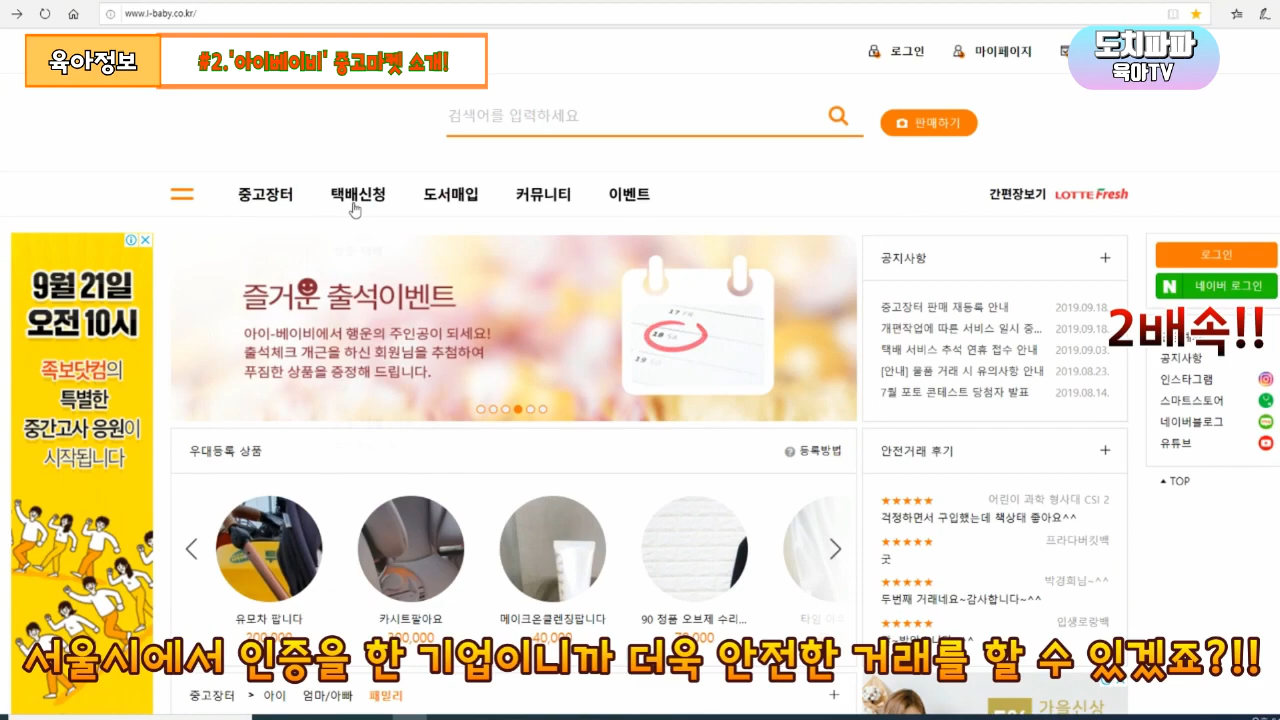 www.i-baby.co.kr/
육아정보
#2.'아이베이비' 중고마켓 소개!
로그인
마이페이지
도치파파
육아TV
검색어를 입력하세요
판매하기
중고장터 택배신청 도서매입 커뮤니티 이벤트
간편장보기 LOTTE Fresh
9월 21일
오전 10시
족보닷컴의
특별한
중간고사 응원이
시작됩니다
즐거운 출석이벤트
아이-베이비에서 행운의 주인공이 되세요!
출석체크 개근을 하신 회원님을 추첨하여
푸짐한 상품을 증정해 드립니다.
17 FR
18 SA
19
공지사항 +
중고장터 판매 재등록 안내 2019.09.18.
개편작업에 따른 서비스 일시 중... 2019.09.18.
택배 서비스 추석 연휴 접수 안내 2019.09.03.
[안내] 물품 거래 시 유의사항 안내 2019.08.23.
7월 포토 콘테스트 당첨자 발표 2019.08.14.
로그인
N 네이버 로그인
2배속!!
공지사항
인스타그램
스마트스토어
네이버블로그
유튜브
▲ TOP
우대등록 상품
? 등록방법
유모차 팝니다
카시트팔아요
메이크온클렌징팝니다
90 정품 오브제 수리...
타임
200,000
200,000
40,000
70,000
안전거래 후기 +
★★★★★ 어린이 과학 형사대 CSI 2
걱정하면서 구입했는데 책상태 좋아요^^
★★★★★ 프라다버킷백
굿
★★★★★ 박경희님~^^
두번째 거래네요~감사합니다~^^
★★★★★ 입생로랑백
서울시에서 인증을 한 기업이니까 더욱 안전한 거래를 할 수 있겠죠?!!
중고장터 > 아이 엄마/아빠 패밀리 +
가을신상